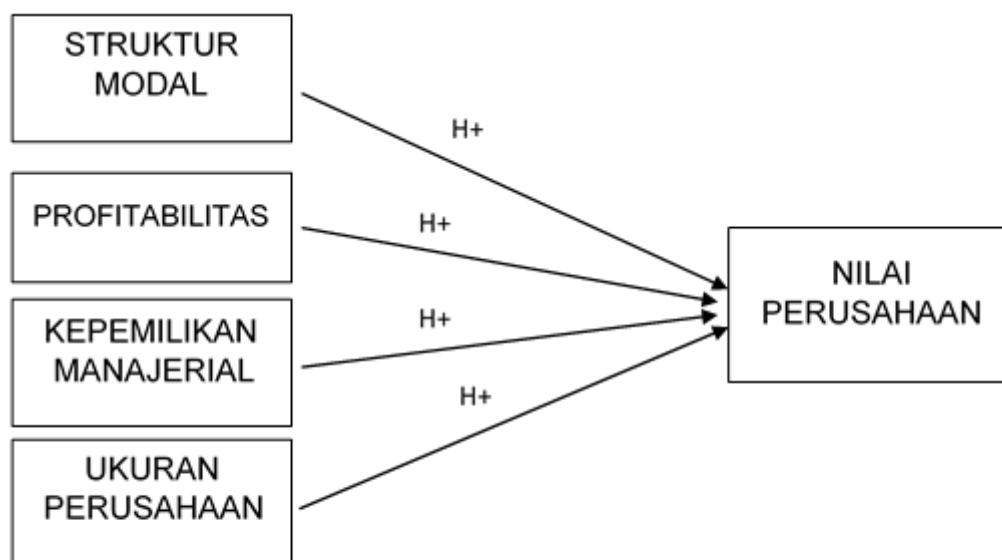 STRUKTUR
MODAL
H+
PROFITABILITAS
H+
NILAI
PERUSAHAAN
KEPEMILIKAN
MANAJERIAL
H+
H+
UKURAN
PERUSAHAAN